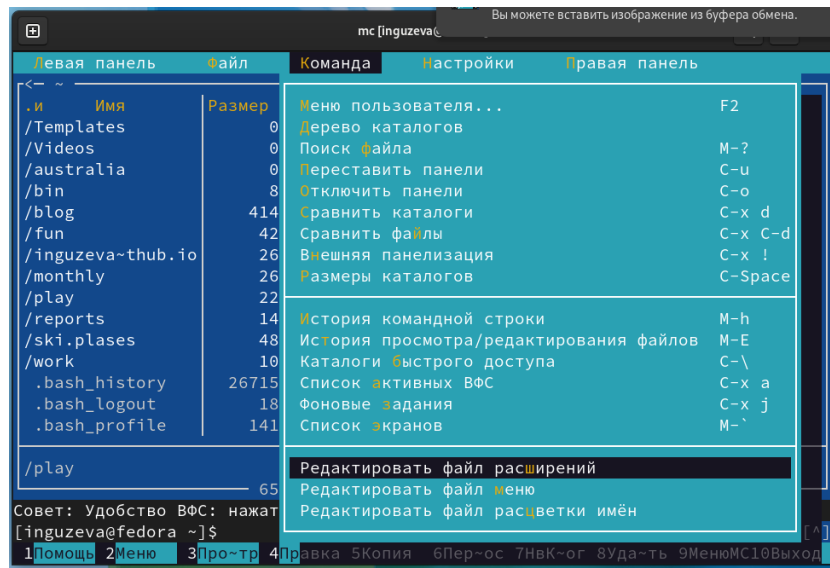 Вы можете вставить изображение из буфера обмена.
mc [inguzeva@
Левая панель Файл Команда Настройки Правая панель
<— ~
.и Имя Размер
/Templates 0
/Videos 0
/australia 0
/bin 8
/blog 414
/fun 42
/inguzeva~thub.io 26
/monthly 26
/play 22
/reports 14
/ski.plases 48
/work 10
.bash_history 26715
.bash_logout 18
.bash_profile 141
/play
65
Меню пользователя... F2
Дерево каталогов
Поиск файла M-?
Переставить панели C-u
Отключить панели C-o
Сравнить каталоги C-x d
Сравнить файлы C-x C-d
Внешняя панелизация C-x !
Размеры каталогов C-Space
История командной строки M-h
История просмотра/редактирования файлов M-E
Каталоги быстрого доступа C-\
Список активных ВФС C-x a
Фоновые задания C-x j
Список экранов M-`
Редактировать файл расширений
Редактировать файл меню
Редактировать файл расцветки имён
Совет: Удобство ВФС: нажат
[inguzeva@fedora ~]$ [^]
1Помощь 2Меню 3Про~тр 4Правка 5Копия 6Пер~ос 7НвК~ог 8Уда~ть 9МенюМС10Выход